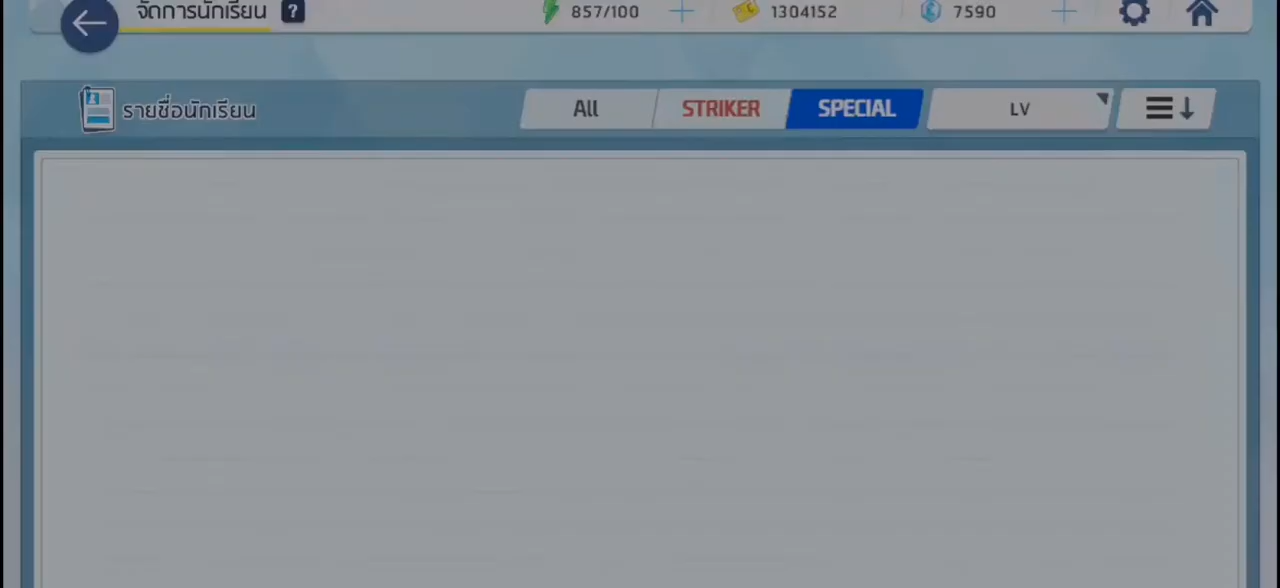 จัดการนักเรียน ? 857/100 1304152 7590
รายชื่อนักเรียน All STRIKER SPECIAL LV